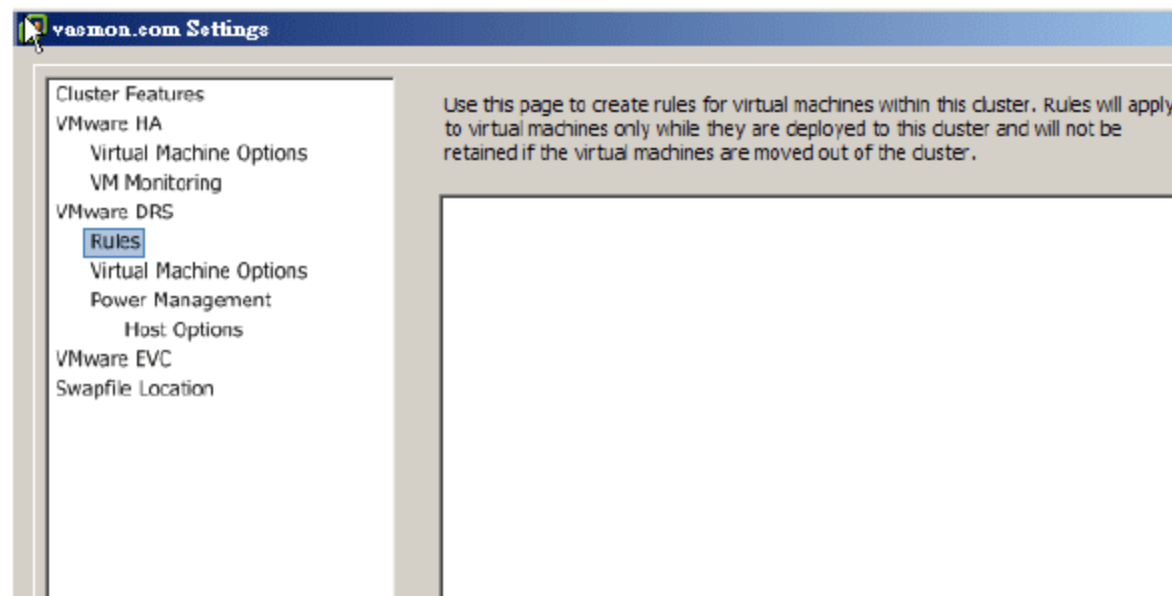 vasmon.com Settings
Cluster Features
VMware HA
Virtual Machine Options
VM Monitoring
VMware DRS
Rules
Virtual Machine Options
Power Management
Host Options
VMware EVC
Swapfile Location
Use this page to create rules for virtual machines within this cluster. Rules will apply
to virtual machines only while they are deployed to this cluster and will not be
retained if the virtual machines are moved out of the cluster.